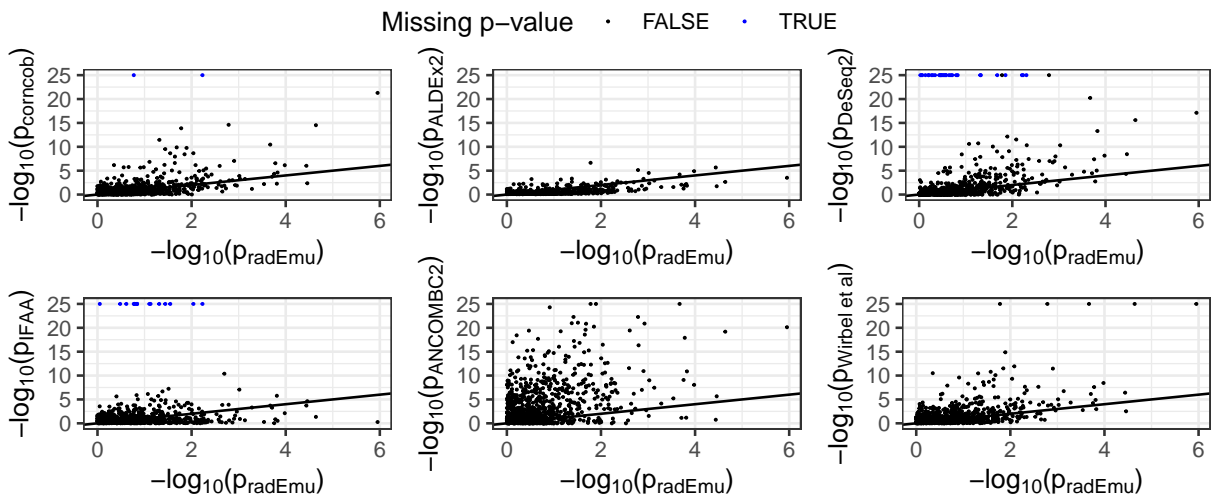 Missing p−value FALSE TRUE
−log10(pcorncob)
25
20
15
10
5
0
0 2 4 6
−log10(pradEmu)
−log10(pALDEx2)
25
20
15
10
5
0
0 2 4 6
−log10(pradEmu)
−log10(pDeSeq2)
25
20
15
10
5
0
0 2 4 6
−log10(pradEmu)
−log10(pIFAA)
25
20
15
10
5
0
0 2 4 6
−log10(pradEmu)
−log10(pANCOMBC2)
25
20
15
10
5
0
0 2 4 6
−log10(pradEmu)
−log10(pWirbel et al)
25
20
15
10
5
0
0 2 4 6
−log10(pradEmu)